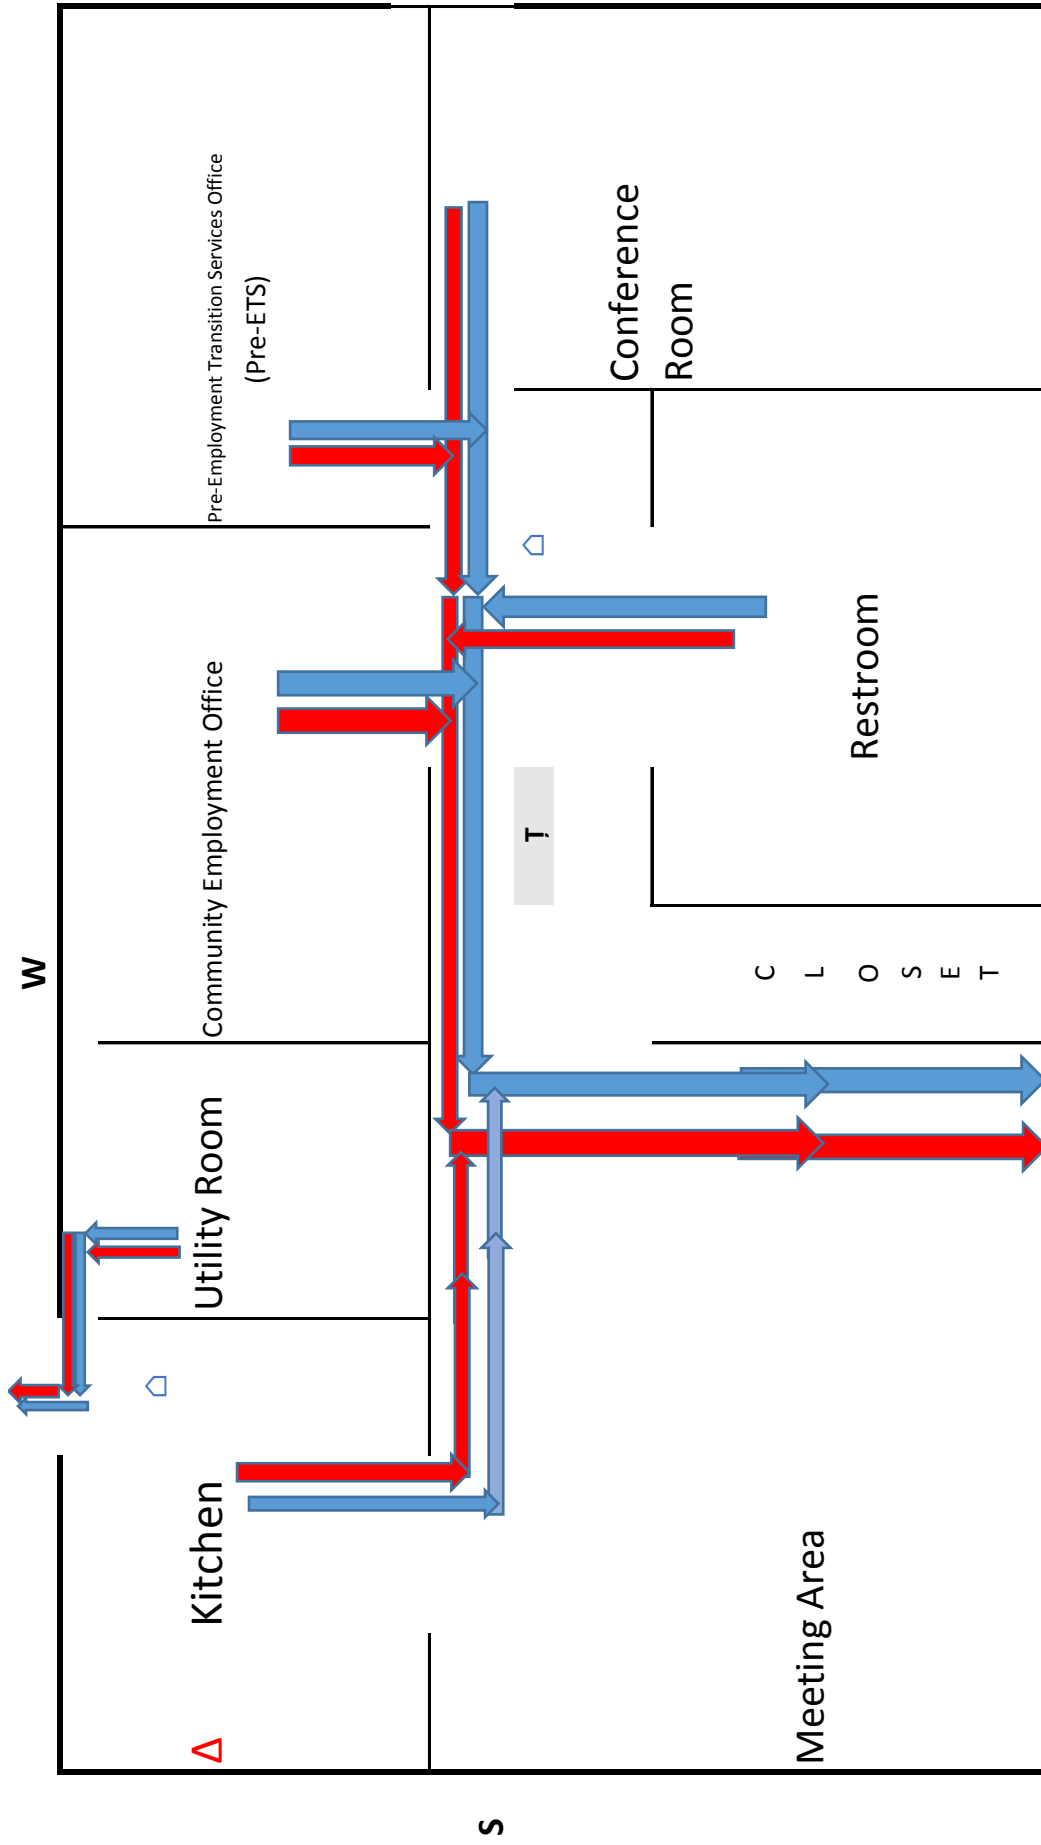 W
S
Pre-Employment Transition Services Office
(Pre-ETS)
Community Employment Office
Utility Room
Kitchen
Δ
Conference
Room
Restroom
C
L
O
S
E
T
Meeting Area